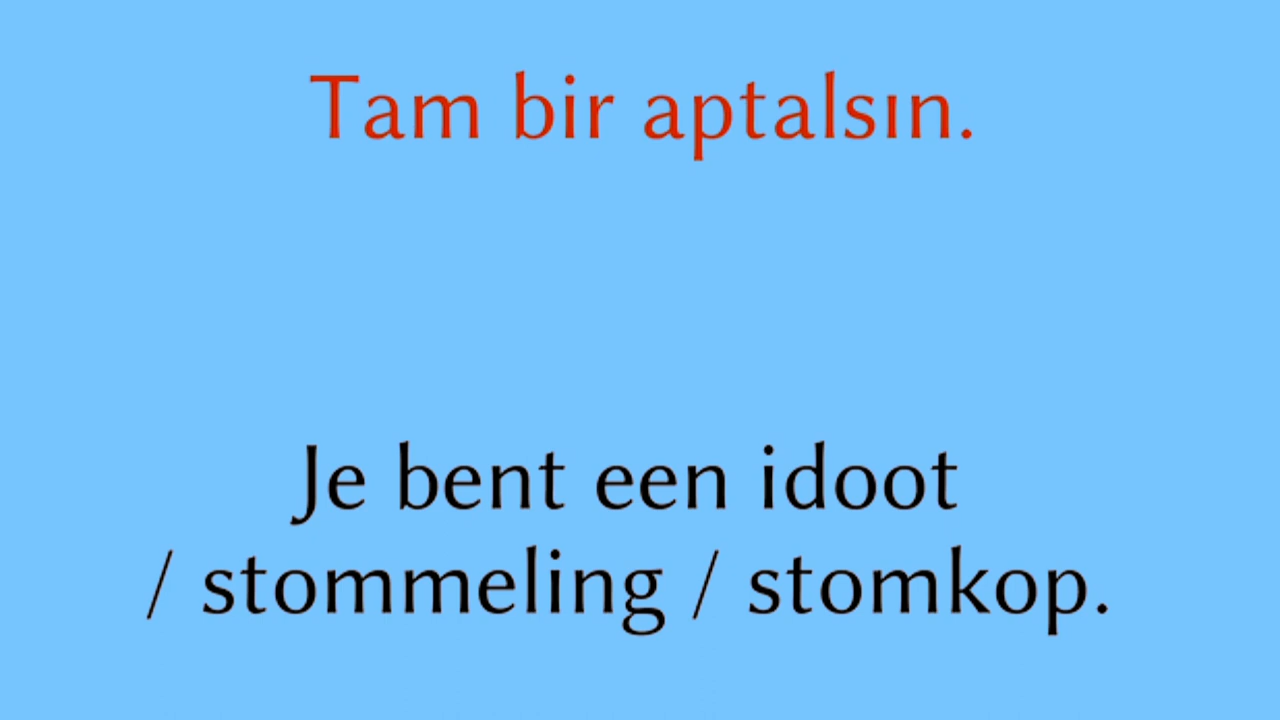 Tam bir aptalsın.
Je bent een idoot
/ stommeling / stomkop.